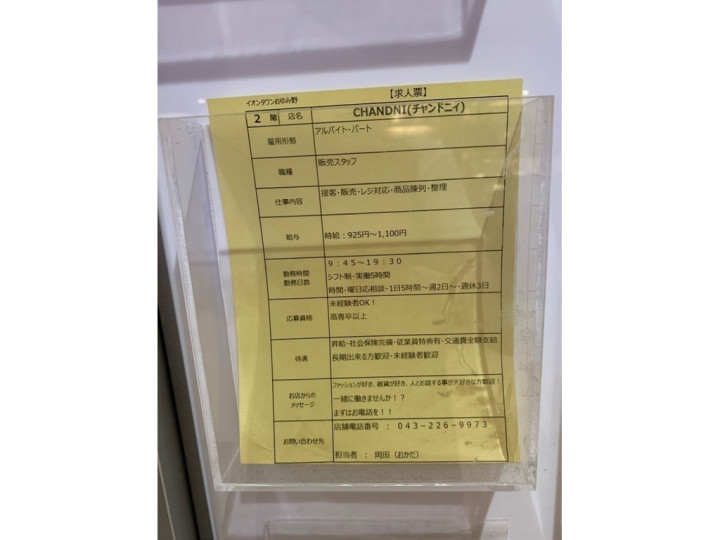 イオンタウンおゆみ野
【求人票】
2 階 店名 CHANDNI(チャンドニィ)
雇用形態 アルバイト・パート
職種 販売スタッフ
仕事内容 接客・販売・レジ対応・商品陳列・整理
給与 時給：925円～1,100円
勤務時間
勤務日数
9：45～19：30
シフト制・実働5時間
時間・曜日応相談・1日5時間～週2日～・週休3日
応募資格
未経験者OK！
高専卒以上
待遇
昇給・社会保険完備・従業員特典有・交通費全額支給
長期出来る方歓迎・未経験者歓迎
お店からの
メッセージ
ファッションが好き、雑貨が好き、人とお話する事が大好きな方歓迎！
一緒に働きませんか！？
まずはお電話を！！
お問い合わせ先
店舗電話番号 ： 043－226－9973
担当者 ； 岡田（おかだ）